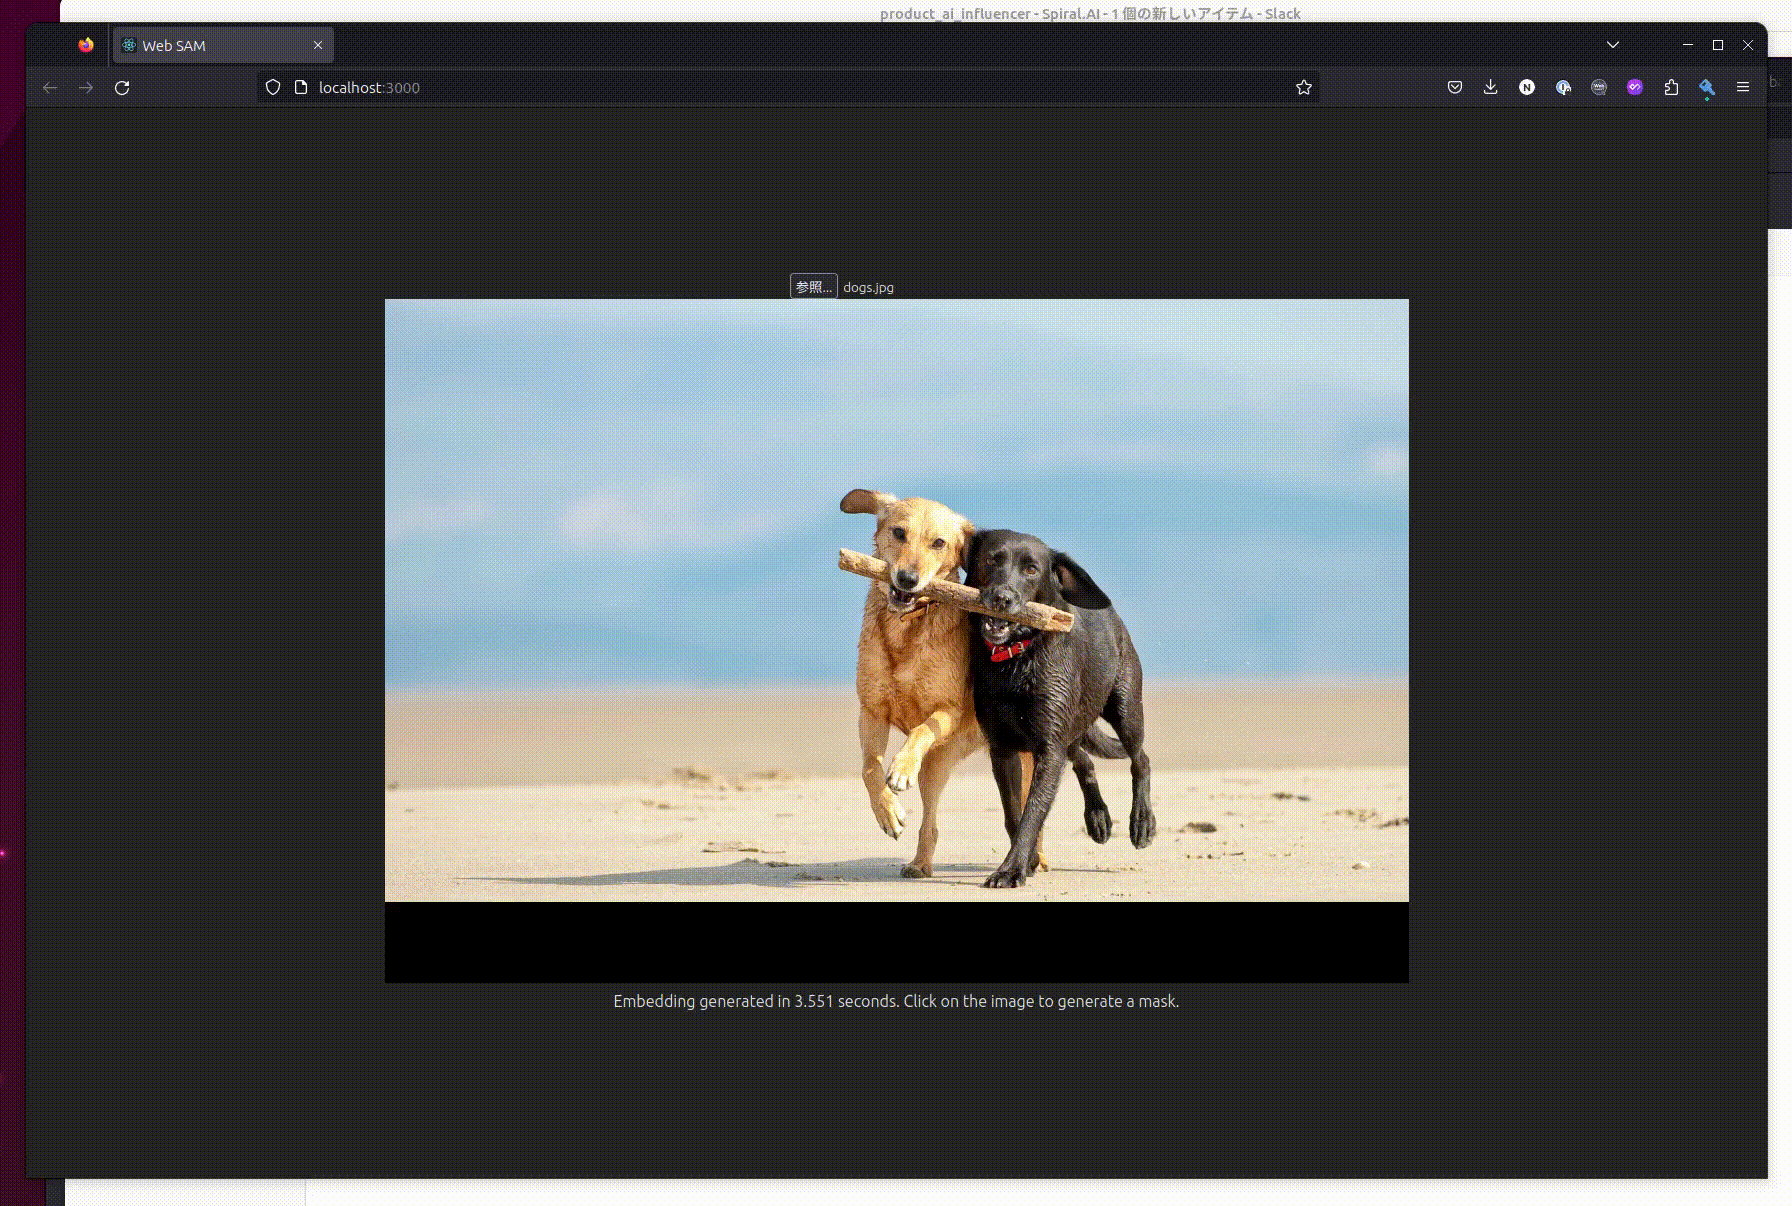 product_ai_influencer - Spiral.AI - 1 個の新しいアイテム - Slack
Web SAM
localhost:3000
N
参照... dogs.jpg
Embedding generated in 3.551 seconds. Click on the image to generate a mask.